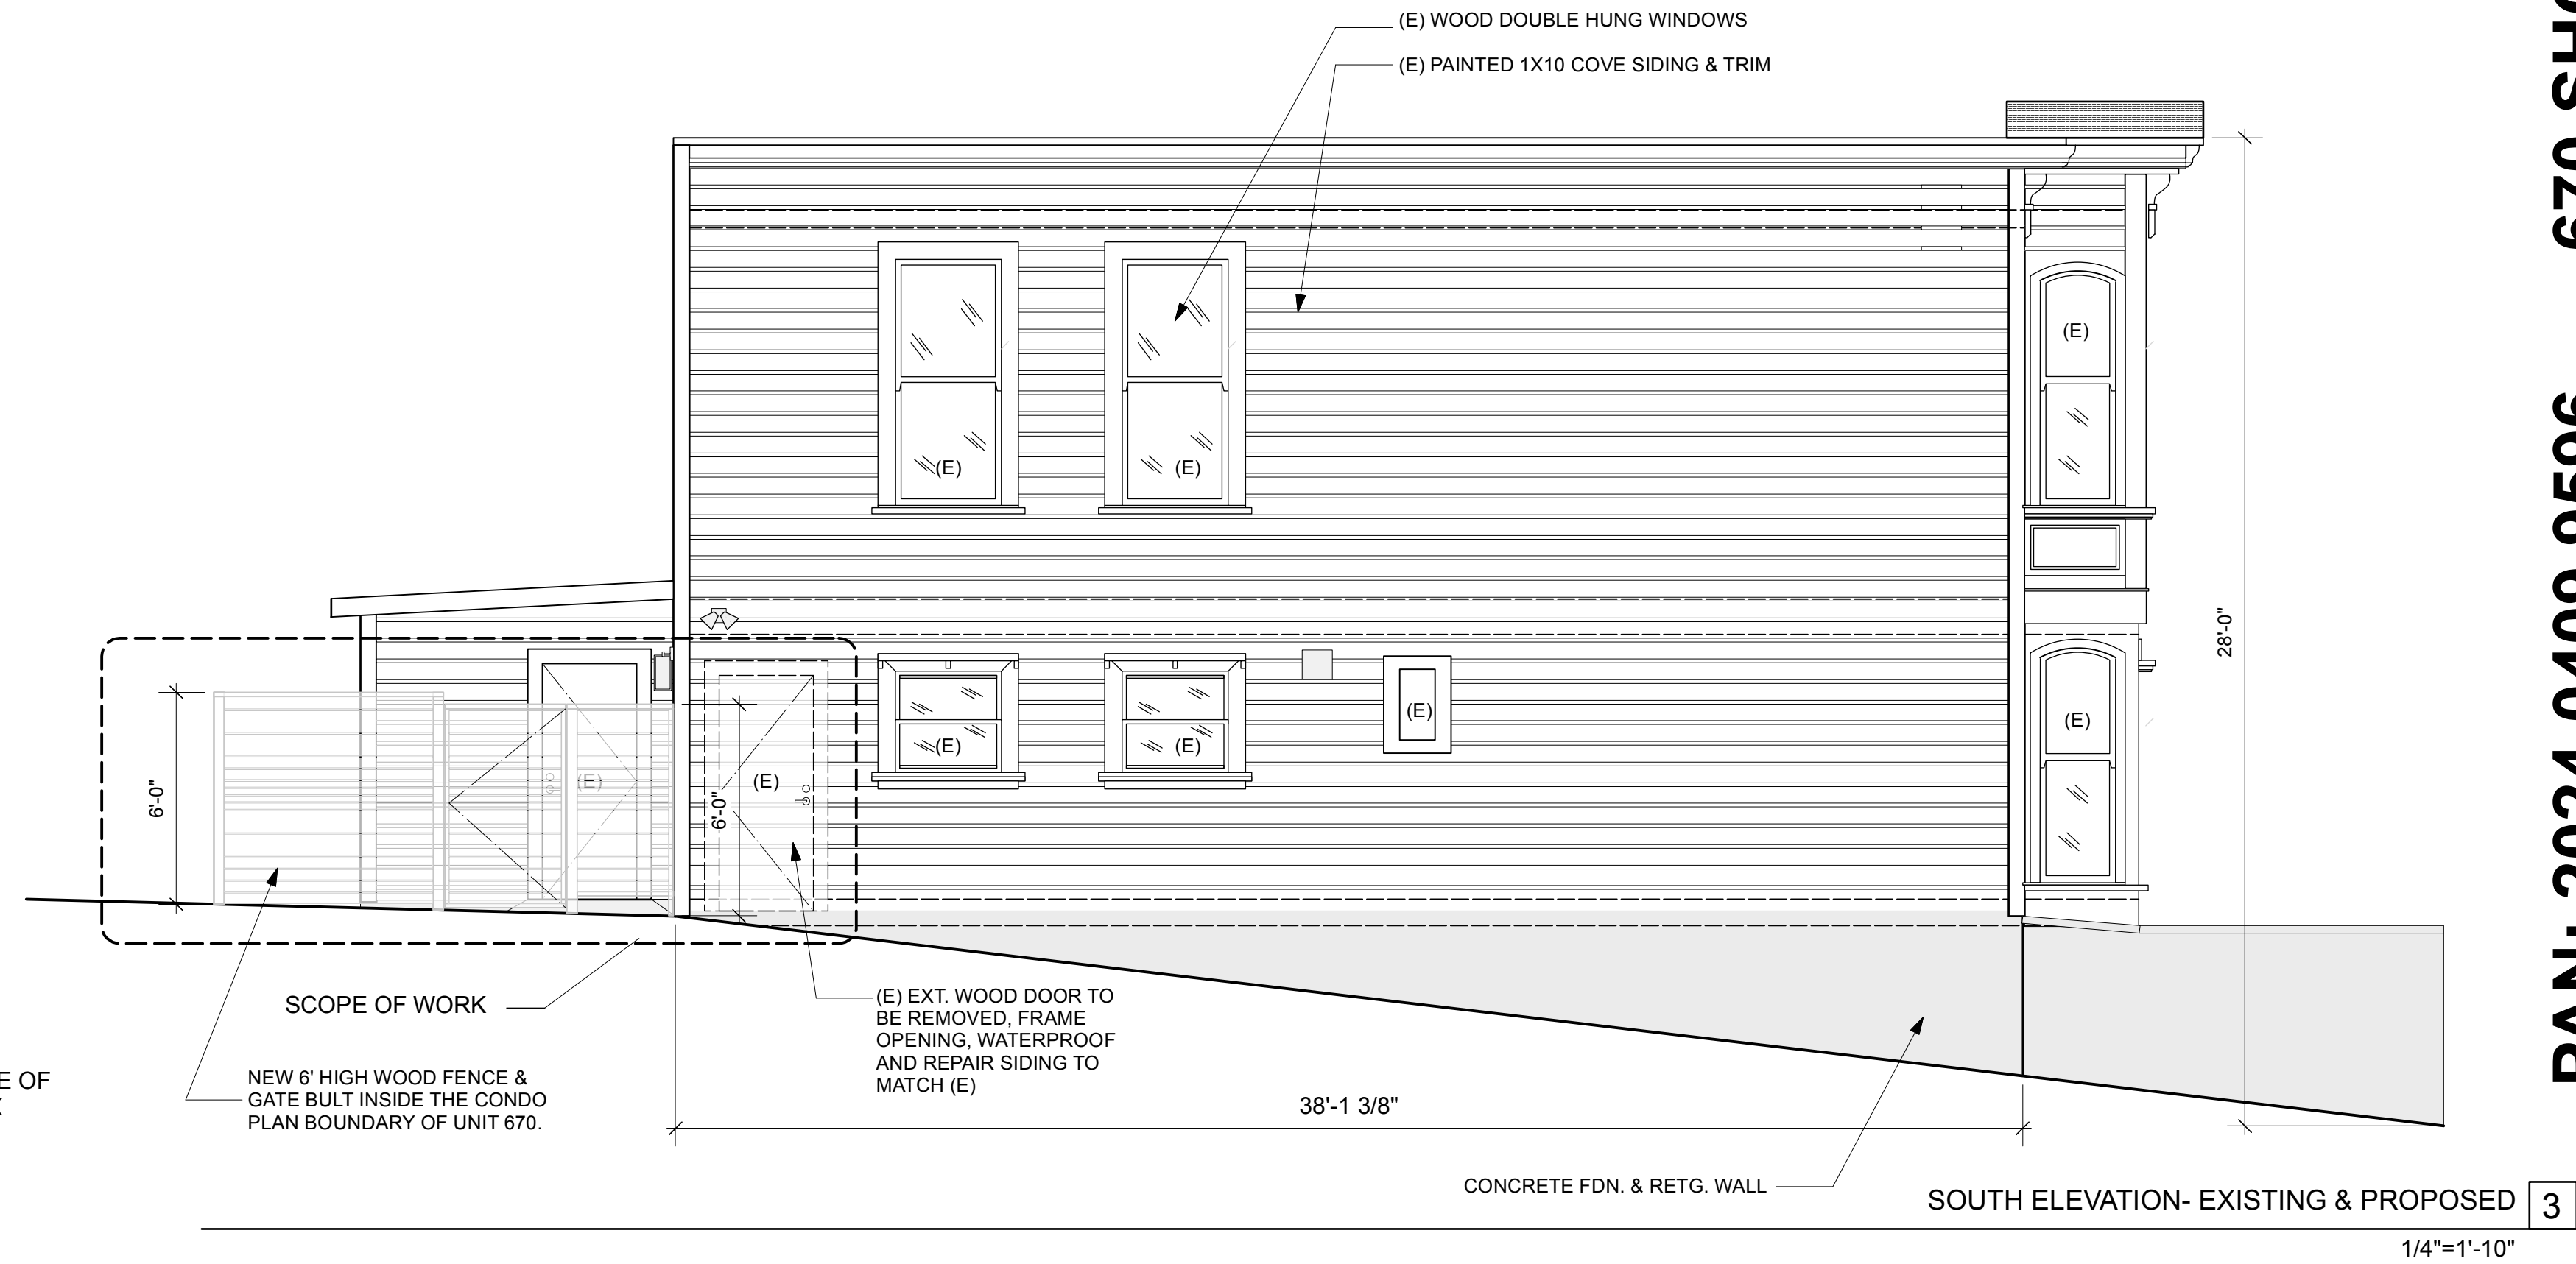 (E) WOOD DOUBLE HUNG WINDOWS
(E) PAINTED 1X10 COVE SIDING & TRIM
(E)
(E)
(E)
28'-0"
(E)
(E)
(E)
(E)
(E)
(E)
6'-0"
6'-0"
SCOPE OF WORK
(E) EXT. WOOD DOOR TO
BE REMOVED, FRAME
OPENING, WATERPROOF
AND REPAIR SIDING TO
MATCH (E)
E OF
NEW 6' HIGH WOOD FENCE &
GATE BULT INSIDE THE CONDO
PLAN BOUNDARY OF UNIT 670.
38'-1 3/8"
CONCRETE FDN. & RETG. WALL
SOUTH ELEVATION- EXISTING & PROPOSED
3
1/4"=1'-10"
670
2024